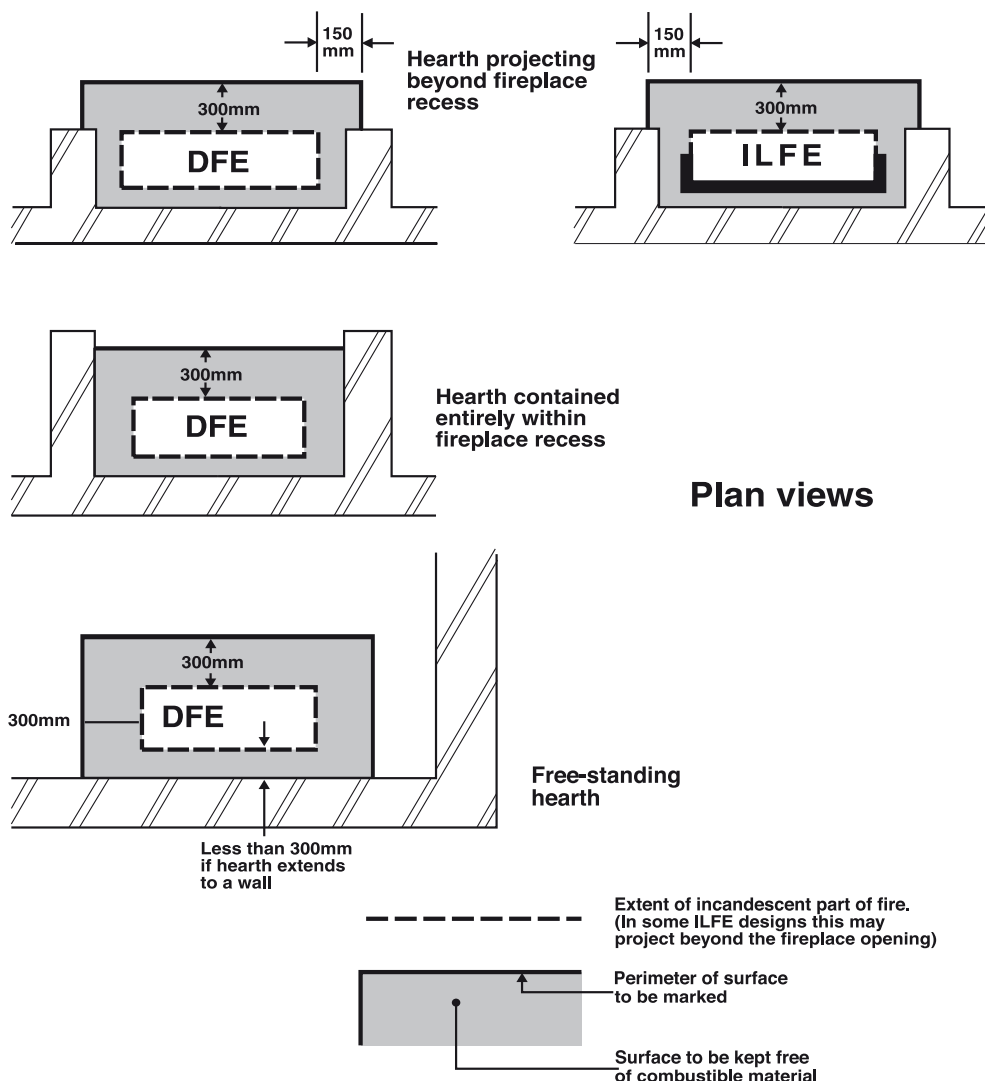 150
mm
Hearth projecting
beyond fireplace
recess
300mm
DFE
150
mm
300mm
ILFE
300mm
DFE
Hearth contained
entirely within
fireplace recess
Plan views
300mm
300mm
DFE
Free-standing
hearth
Less than 300mm
if hearth extends
to a wall
Extent of incandescent part of fire.
(In some ILFE designs this may
project beyond the fireplace opening)
Perimeter of surface
to be marked
Surface to be kept free
of combustible material